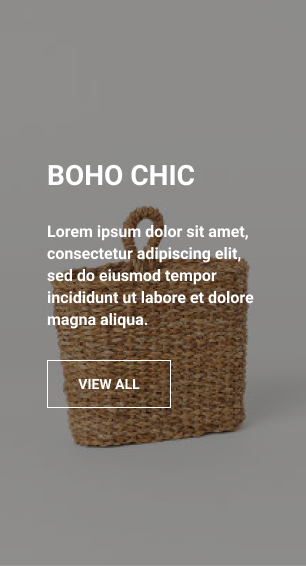 BOHO CHIC
Lorem ipsum dolor sit amet,
consectetur adipiscing elit,
sed do eiusmod tempor
incididunt ut labore et dolore
magna aliqua.
VIEW ALL